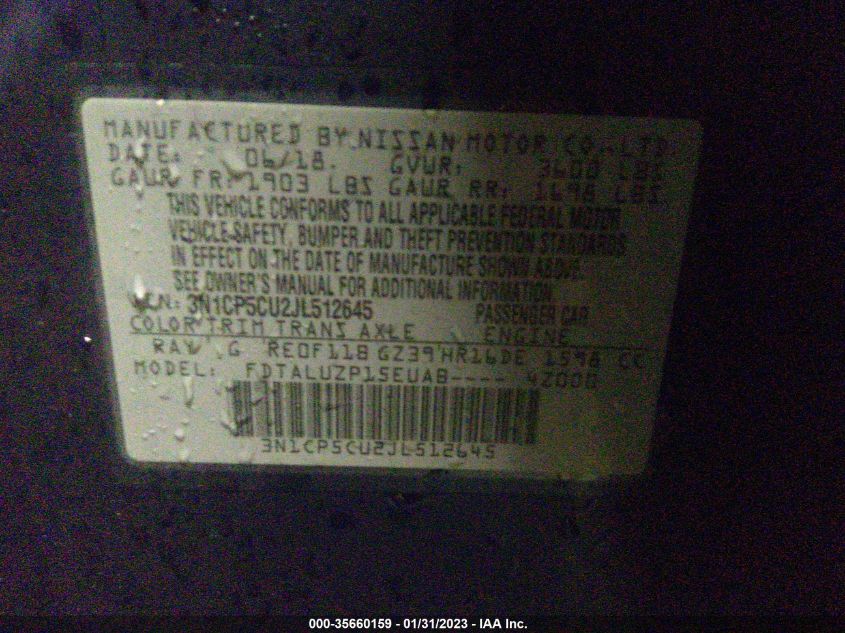 MANUFACTURED BY NISSAN MOTOR CO., LTD.
DATE: 06/18. GVWR: 3600 LBS
GAWR FR: 1903 LBS GAWR RR: 1698 LBS
THIS VEHICLE CONFORMS TO ALL APPLICABLE FEDERAL MOTOR
VEHICLE SAFETY, BUMPER AND THEFT PREVENTION STANDARDS
IN EFFECT ON THE DATE OF MANUFACTURE SHOWN ABOVE.
SEE OWNER'S MANUAL FOR ADDITIONAL INFORMATION
V.I.N: 3N1CP5CU2JL512645 PASSENGER CAR
COLOR TRIM TRANS AXLE ENGINE
RAY G RE0F11B GZ39 HR16DE 1598 CC
MODEL: FDTALUZP15EUAB---- 4Z000
3N1CP5CU2JL512645
000-35660159 - 01/31/2023 - IAA Inc.